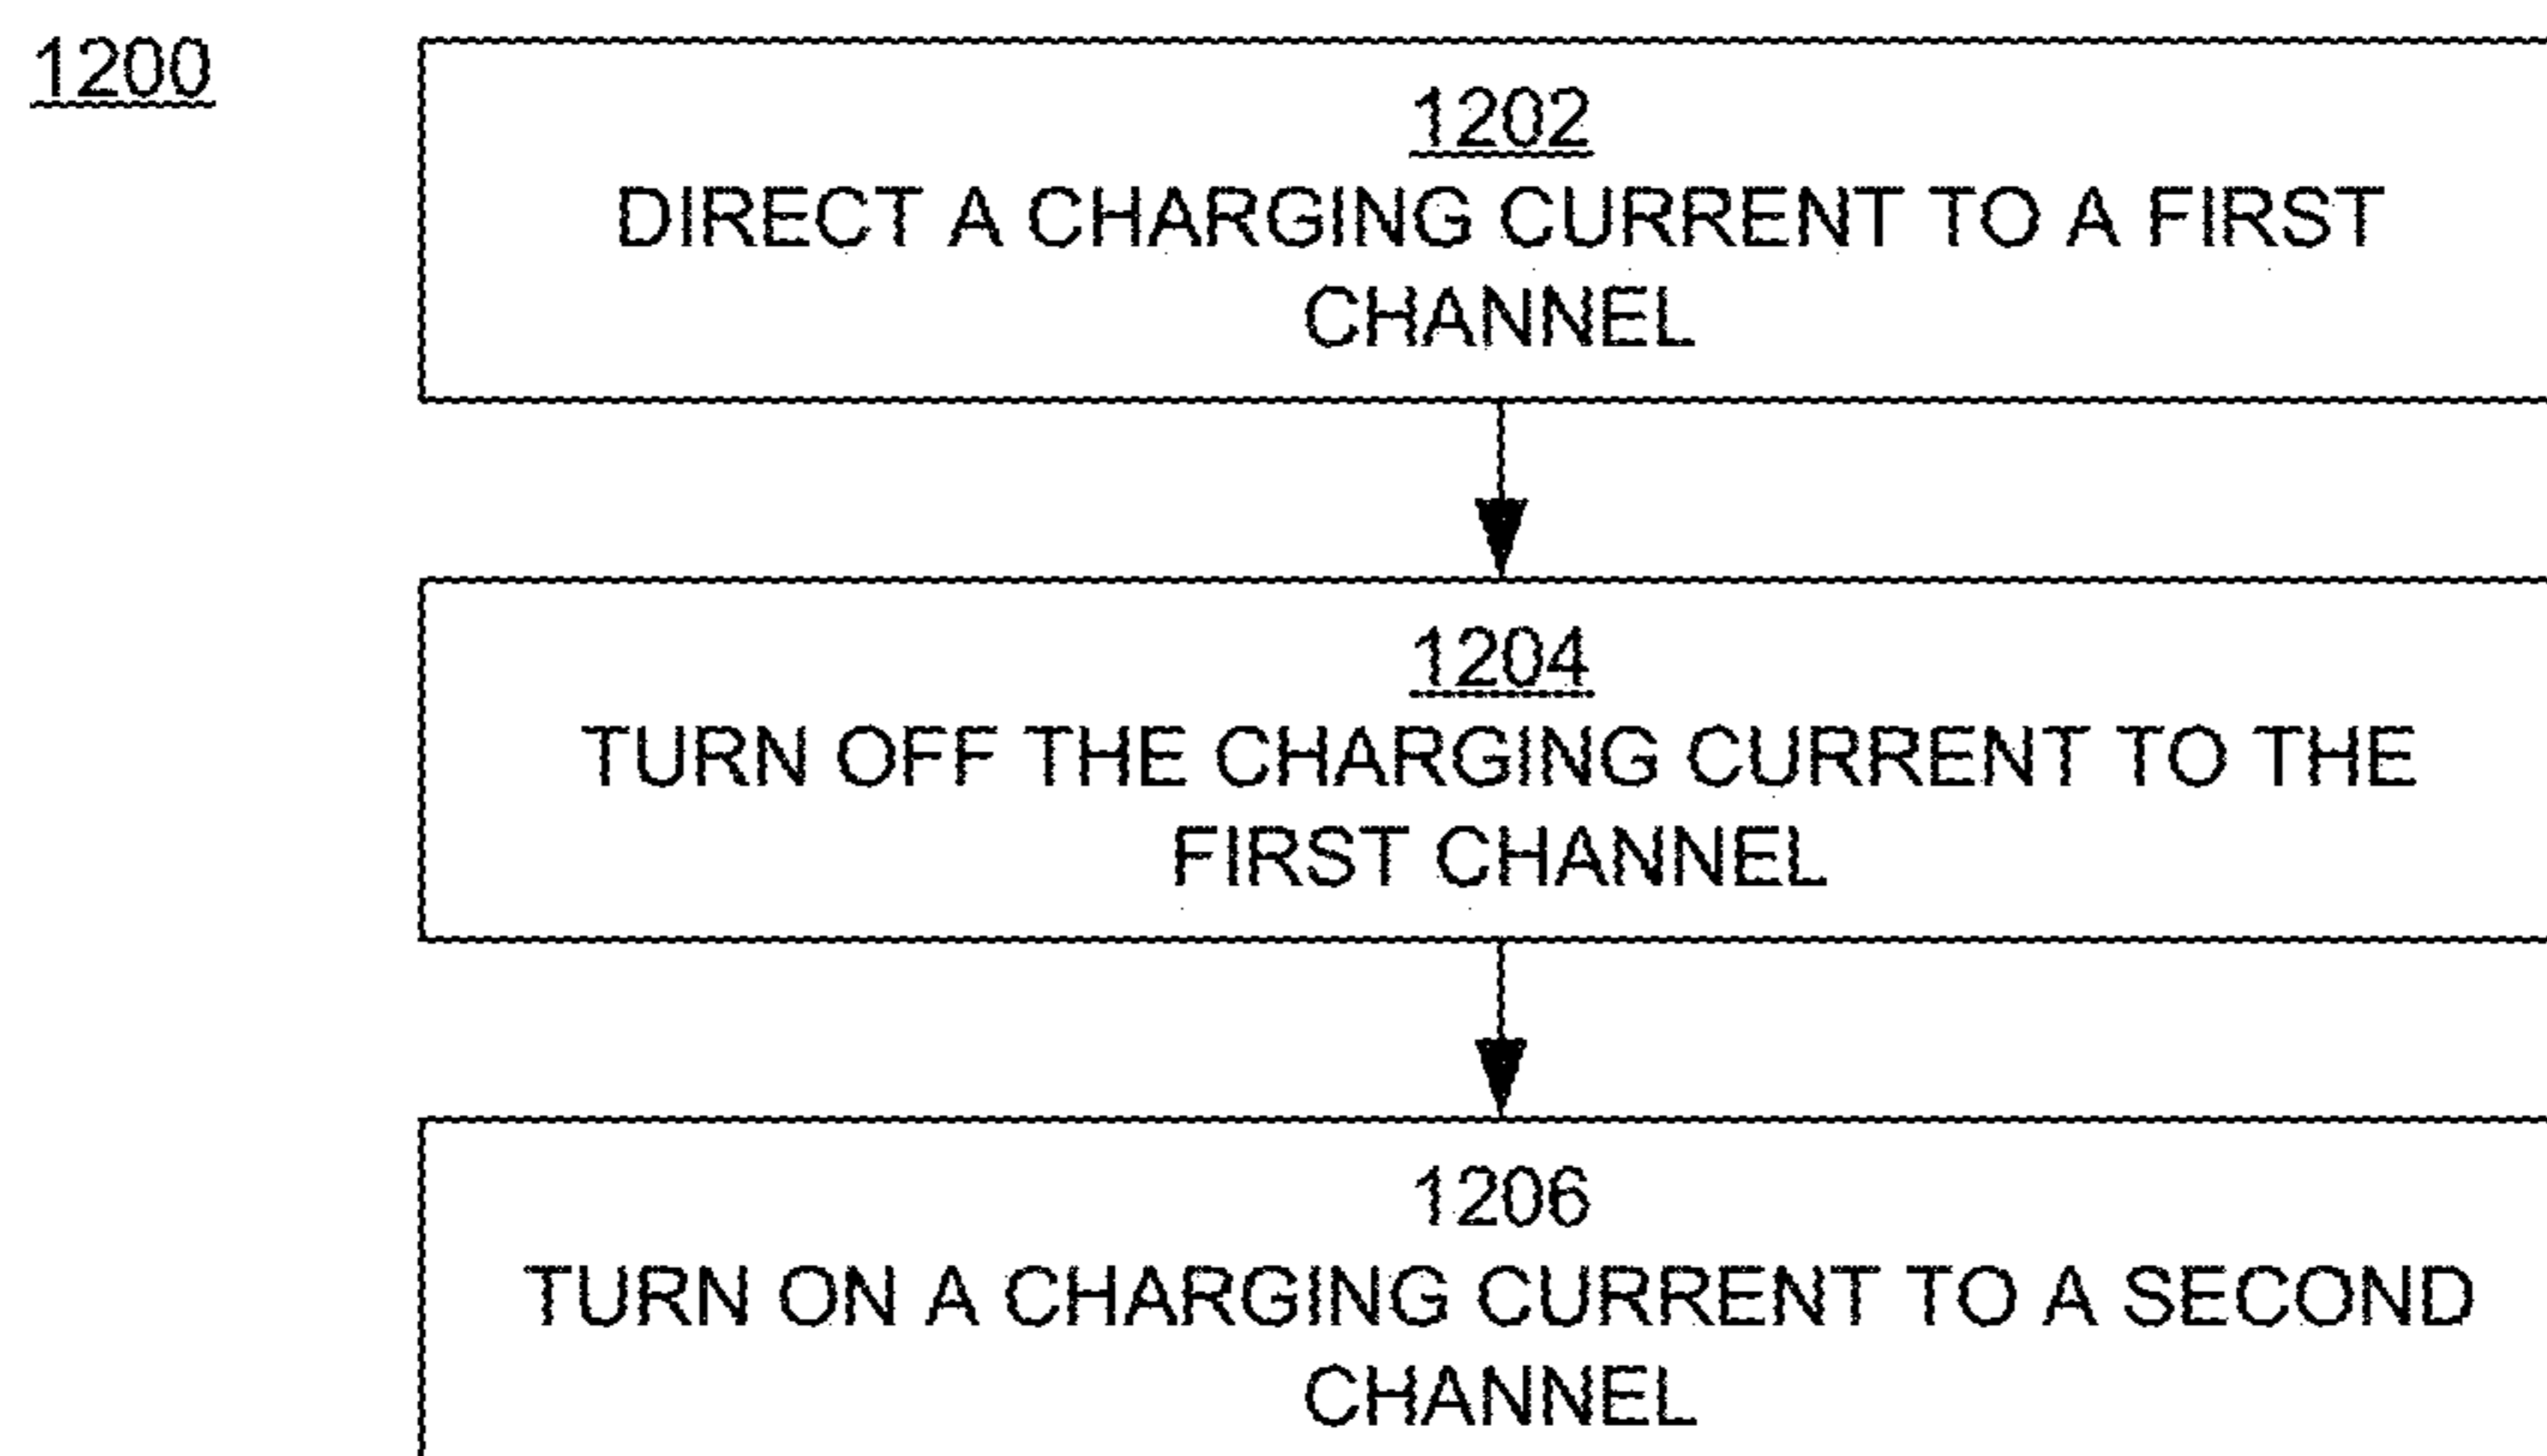 1200
1202
DIRECT A CHARGING CURRENT TO A FIRST
CHANNEL
1204
TURN OFF THE CHARGING CURRENT TO THE
FIRST CHANNEL
1206
TURN ON A CHARGING CURRENT TO A SECOND
CHANNEL